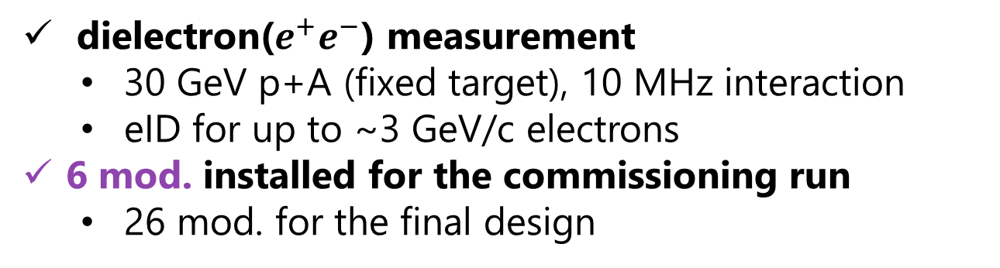 ✓ dielectron(e⁺e⁻) measurement
• 30 GeV p+A (fixed target), 10 MHz interaction
• eID for up to ~3 GeV/c electrons
✓ 6 mod. installed for the commissioning run
• 26 mod. for the final design